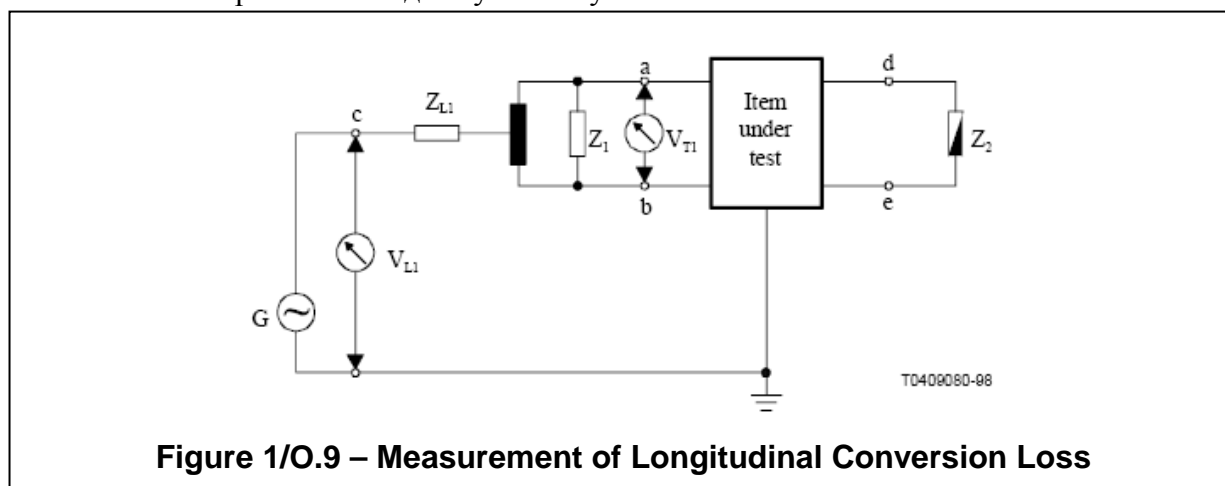 a
d
c
Z_L1
Z_1
V_T1
Item
under
test
Z_2
b
e
V_L1
G
T0409080-98
Figure 1/O.9 – Measurement of Longitudinal Conversion Loss